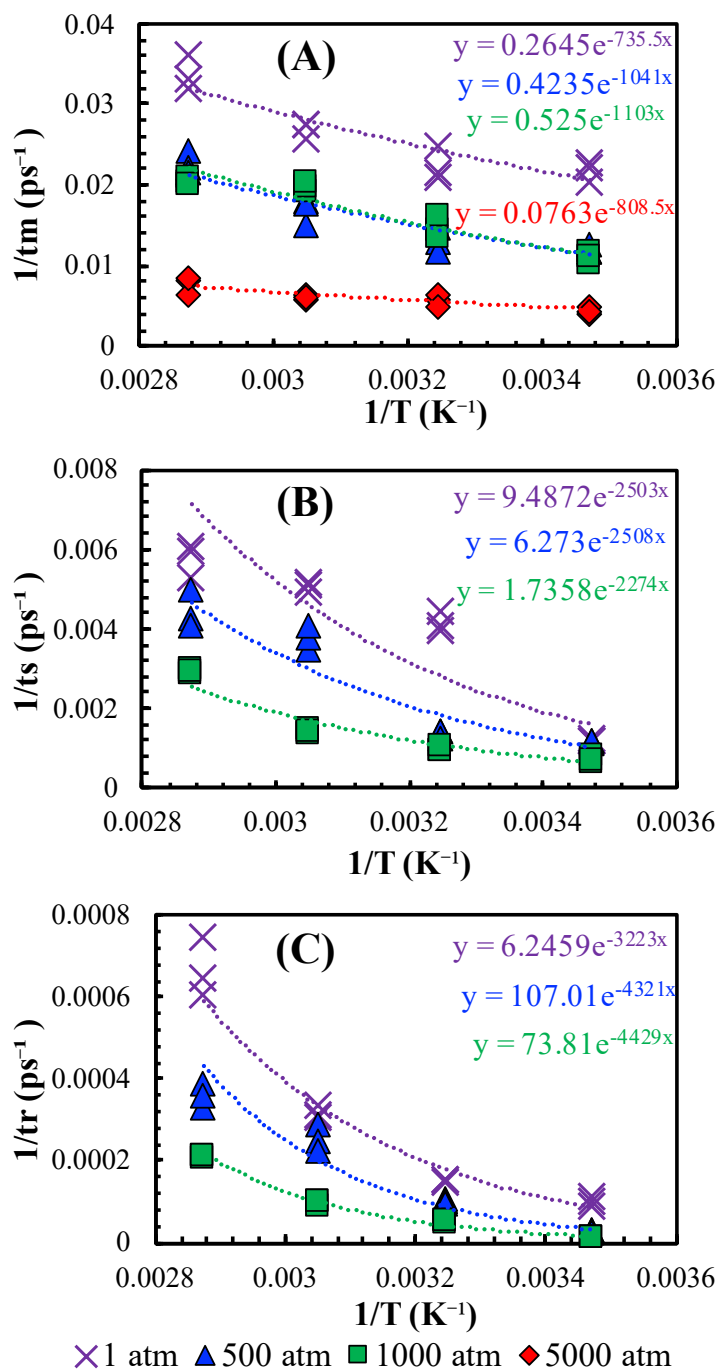 (A)
y = 0.2645e⁻⁷³⁵·⁵ˣ
y = 0.4235e⁻¹⁰⁴¹ˣ
y = 0.525e⁻¹¹⁰³ˣ
y = 0.0763e⁻⁸⁰⁸·⁵ˣ
1/tm (ps⁻¹)
0.04
0.03
0.02
0.01
0
0.0028 0.003 0.0032 0.0034 0.0036
1/T (K⁻¹)
(B)
y = 9.4872e⁻²⁵⁰³ˣ
y = 6.273e⁻²⁵⁰⁸ˣ
y = 1.7358e⁻²²⁷⁴ˣ
1/ts (ps⁻¹ )
0.008
0.006
0.004
0.002
0
0.0028 0.003 0.0032 0.0034 0.0036
1/T (K⁻¹)
(C)
y = 6.2459e⁻³²²³ˣ
y = 107.01e⁻⁴³²¹ˣ
y = 73.81e⁻⁴⁴²⁹ˣ
1/tr (ps⁻¹ )
0.0008
0.0006
0.0004
0.0002
0
0.0028 0.003 0.0032 0.0034 0.0036
1/T (K⁻¹)
1 atm 500 atm 1000 atm 5000 atm